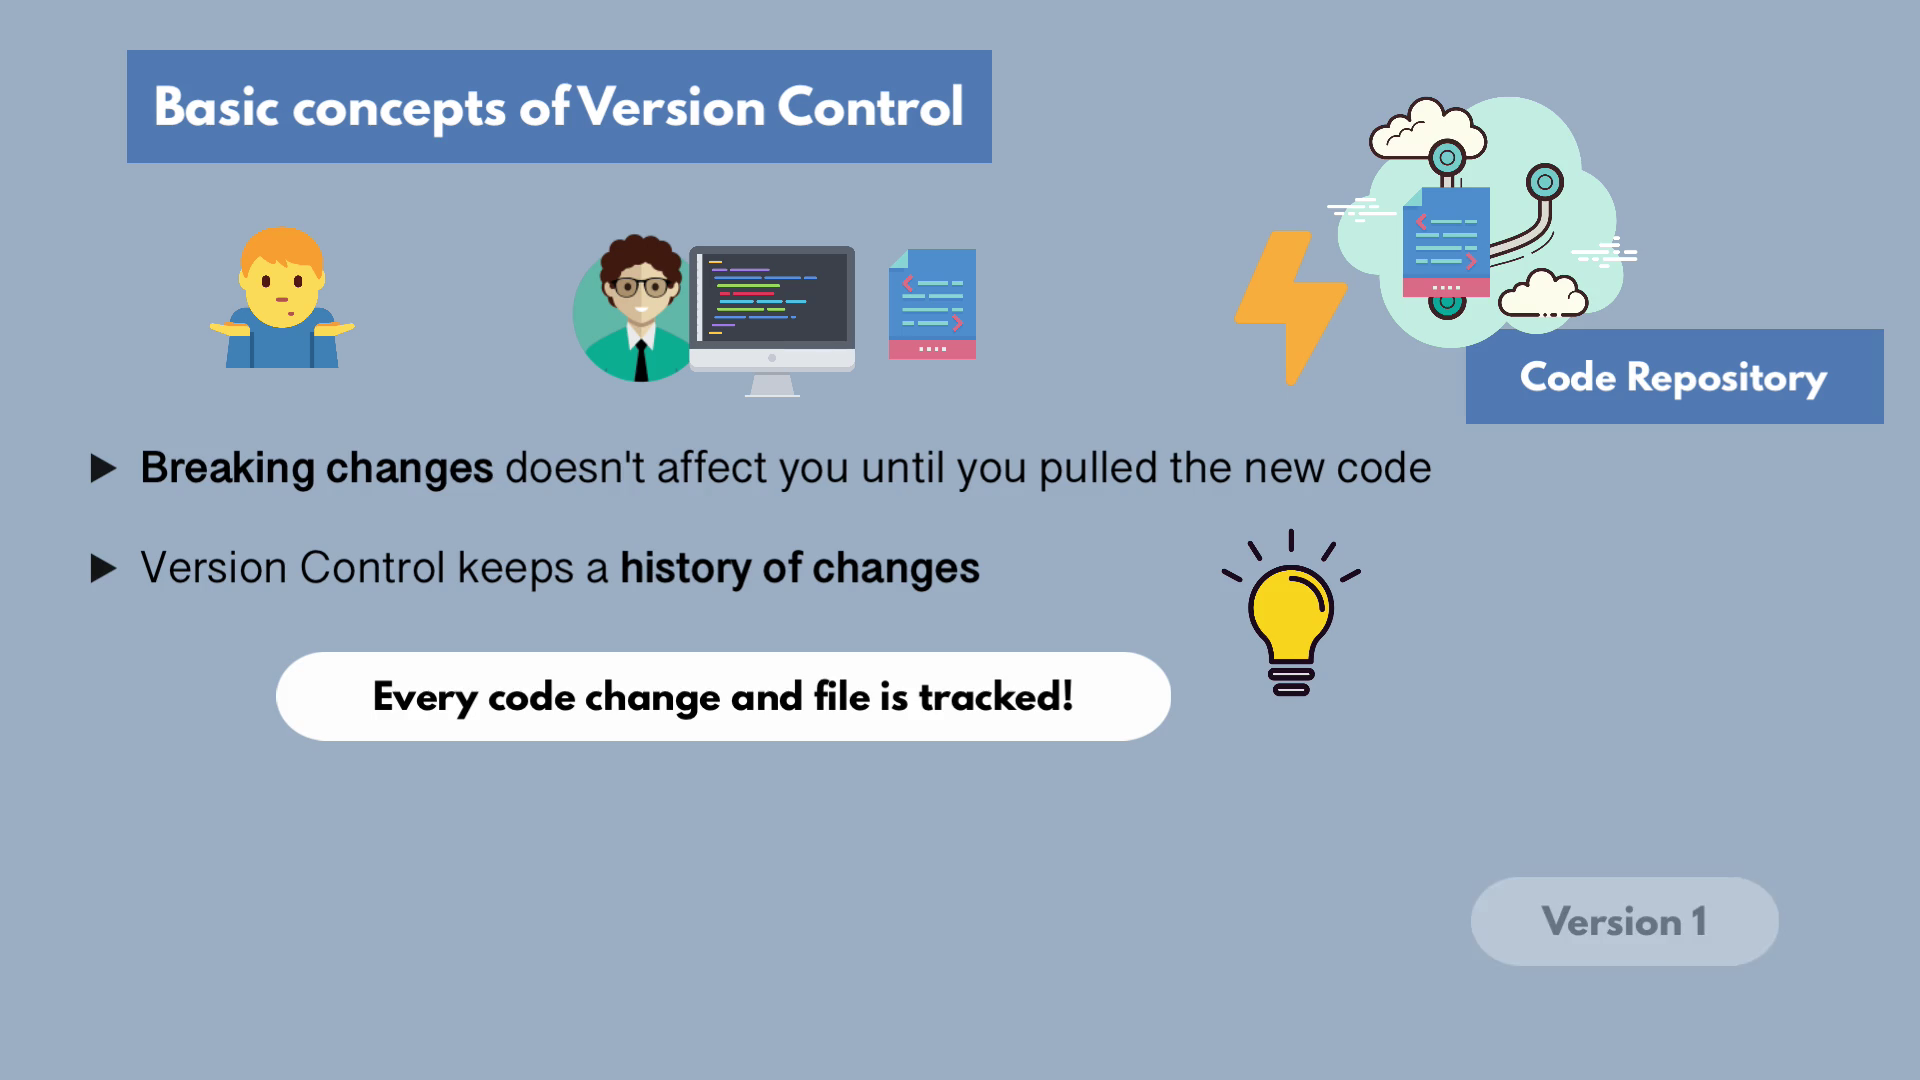 Basic concepts of Version Control
Code Repository
Breaking changes doesn't affect you until you pulled the new code
Version Control keeps a history of changes
Every code change and file is tracked!
Version 1